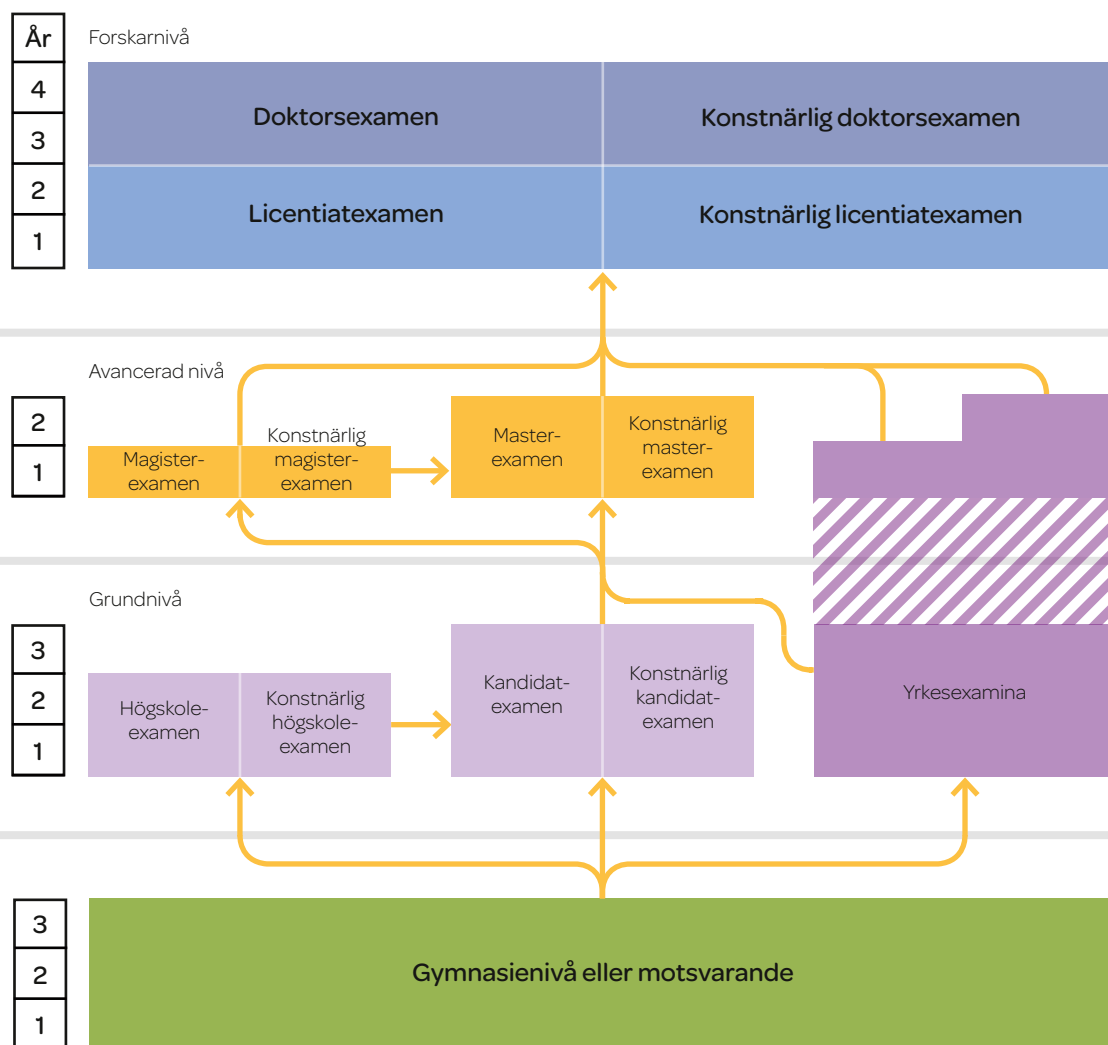 År
Forskarnivå
4
3
2
1
Doktorsexamen
Konstnärlig doktorsexamen
Licentiatexamen
Konstnärlig licentiatexamen
Avancerad nivå
2
1
Magister-
examen
Konstnärlig
magister-
examen
Master-
examen
Konstnärlig
master-
examen
Grundnivå
3
2
1
Högskole-
examen
Konstnärlig
högskole-
examen
Kandidat-
examen
Konstnärlig
kandidat-
examen
Yrkesexamina
3
2
1
Gymnasienivå eller motsvarande